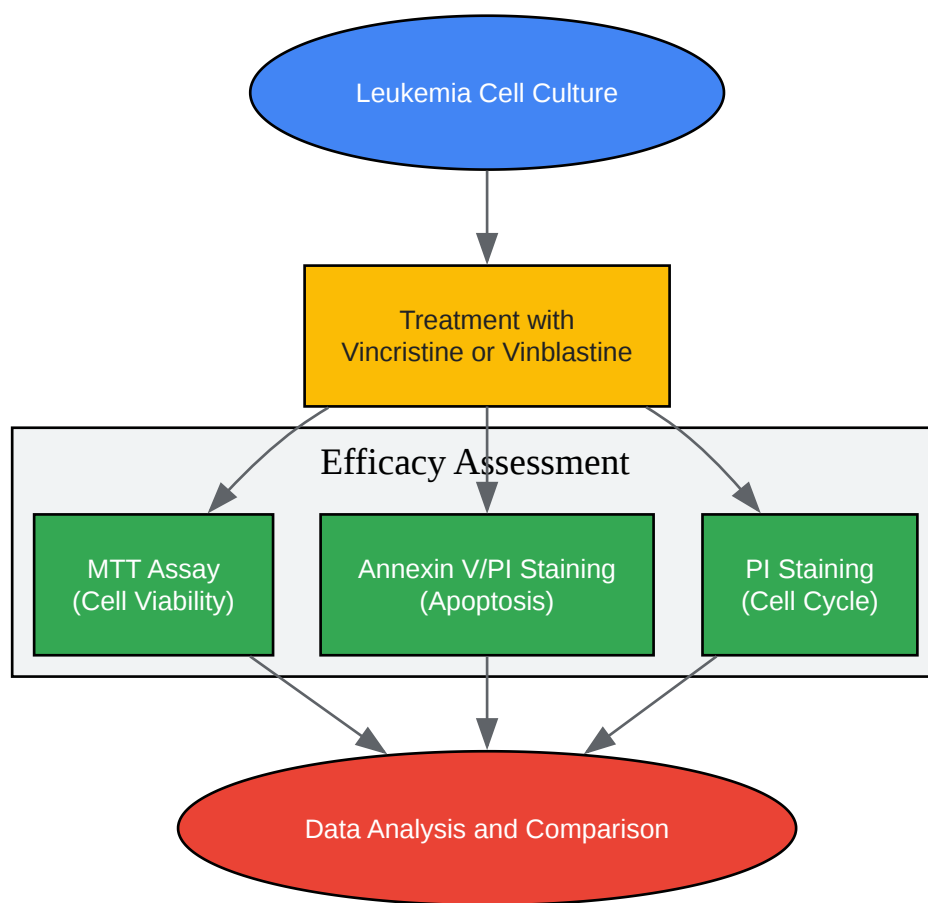 Leukemia Cell Culture
Treatment with
Vincristine or Vinblastine
Efficacy Assessment
MTT Assay
(Cell Viability)
Annexin V/PI Staining
(Apoptosis)
PI Staining
(Cell Cycle)
Data Analysis and Comparison